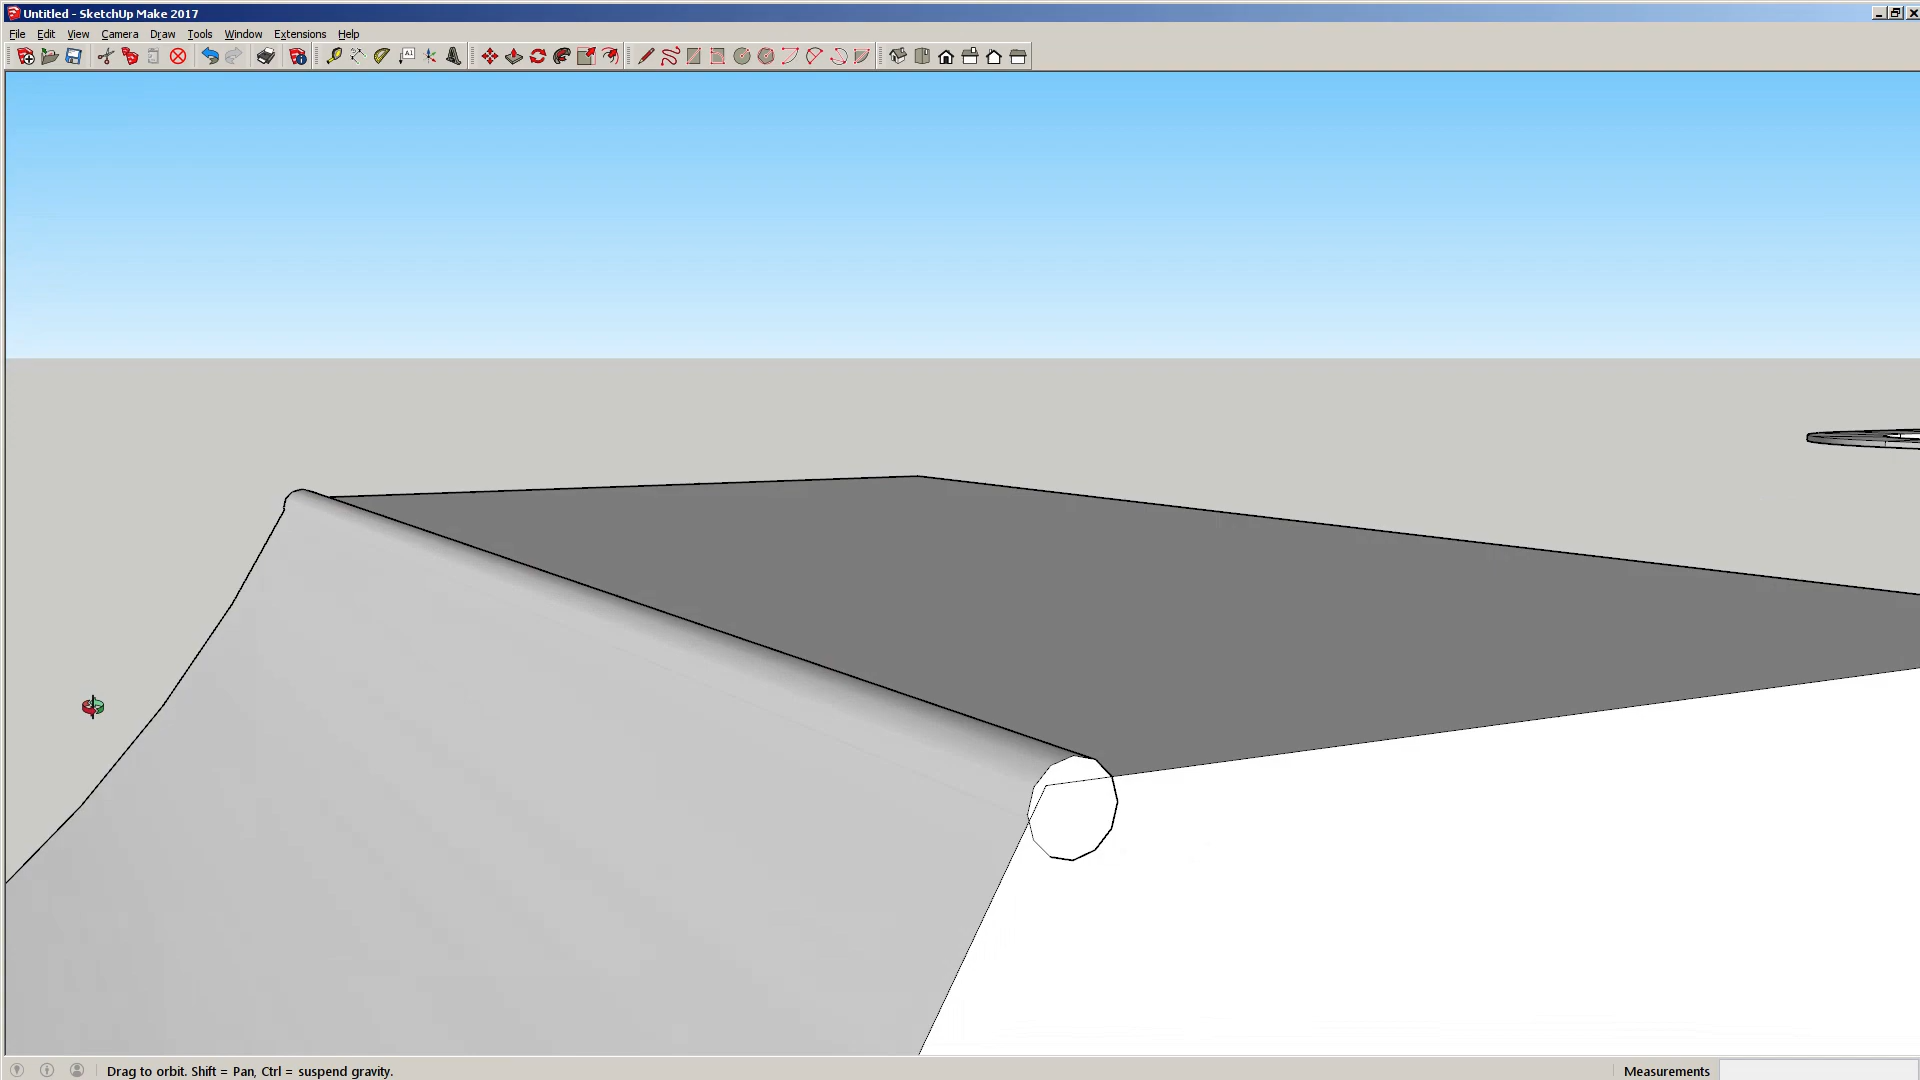 Untitled - SketchUp Make 2017
File Edit View Camera Draw Tools Window Extensions Help
A1
Drag to orbit. Shift = Pan, Ctrl = suspend gravity.
Measurements